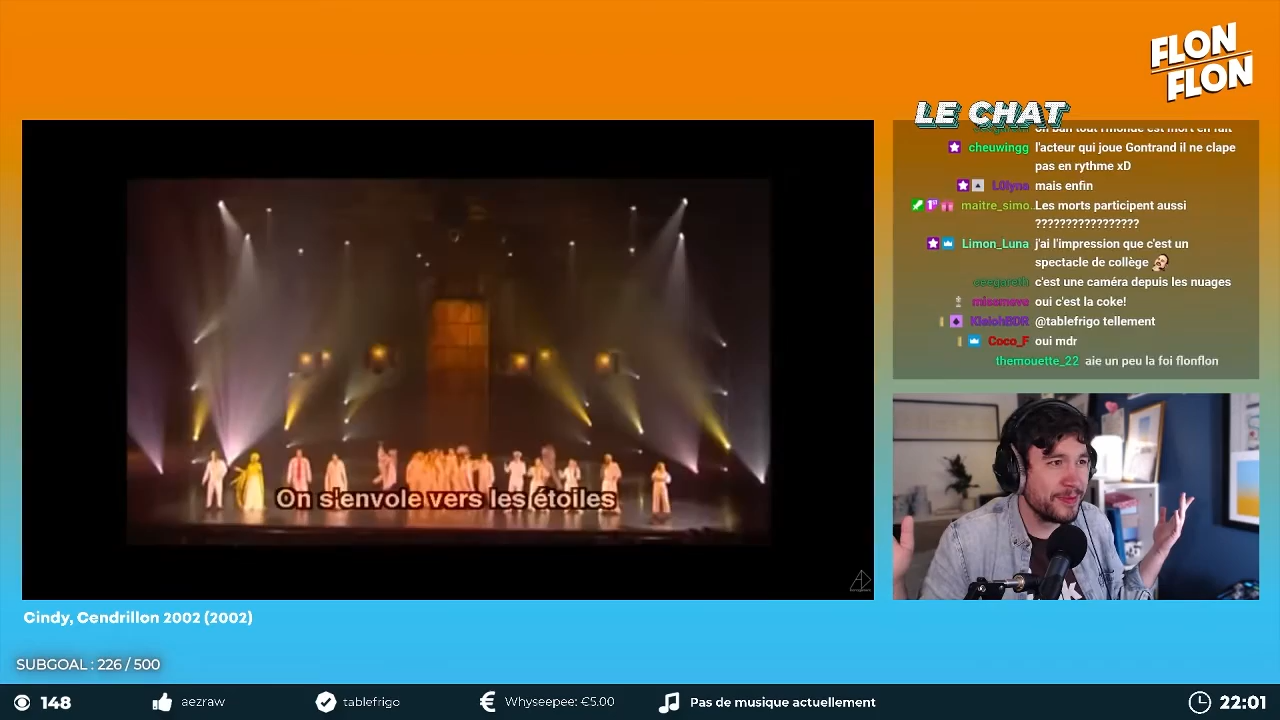 FLON
FLON
LE CHAT
cheuwingg l'acteur qui joue Gontrand il ne clape
pas en rythme xD
L0lyna mais enfin
maitre_simo.. Les morts participent aussi
?????????????????
Limon_Luna j'ai l'impression que c'est un
spectacle de collège
ceegareth c'est une caméra depuis les nuages
missmeve oui c'est la coke!
@tablefrigo tellement
Coco_F oui mdr
themouette_22 aie un peu la foi flonflon
On s'envole vers les étoiles
Cindy, Cendrillon 2002 (2002)
SUBGOAL : 226 / 500
148 aezraw tablefrigo € Whyseepee: €5.00 Pas de musique actuellement 22:01